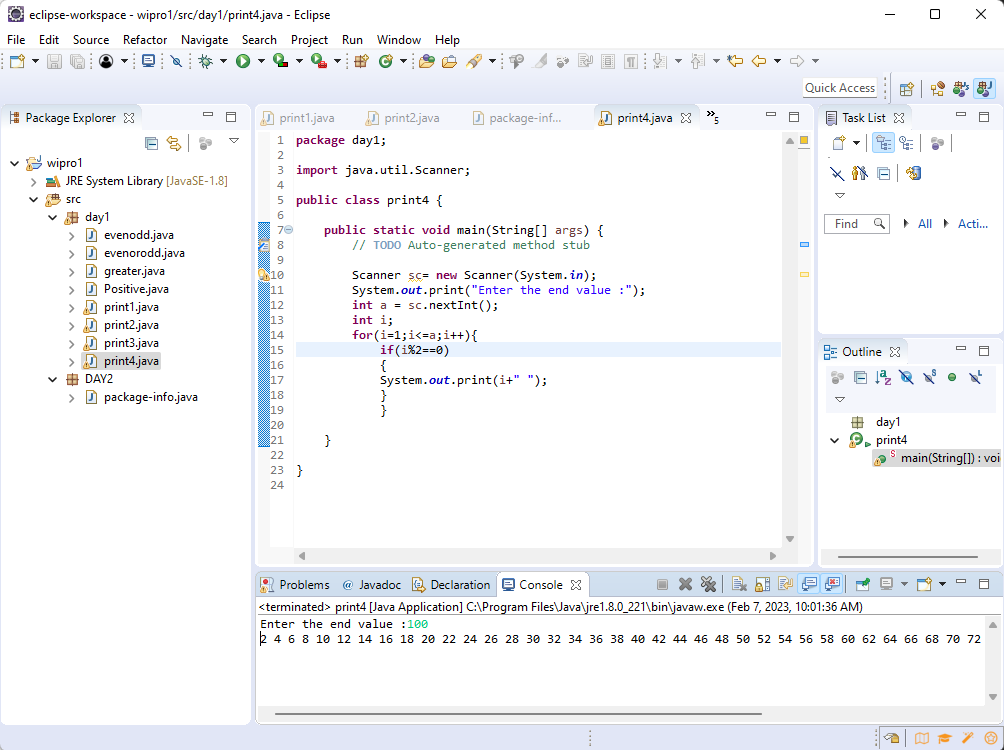 eclipse-workspace - wipro1/src/day1/print4.java - Eclipse
File Edit Source Refactor Navigate Search Project Run Window Help
Quick Access
Package Explorer
wipro1
JRE System Library [JavaSE-1.8]
src
day1
evenodd.java
evenorodd.java
greater.java
Positive.java
print1.java
print2.java
print3.java
print4.java
DAY2
package-info.java
print1.java print2.java package-inf... print4.java »5
1 package day1;
2
3 import java.util.Scanner;
4
5 public class print4 {
6
7 public static void main(String[] args) {
8 // TODO Auto-generated method stub
9
10 Scanner sc= new Scanner(System.in);
11 System.out.print("Enter the end value :");
12 int a = sc.nextInt();
13 int i;
14 for(i=1;i<=a;i++){
15 if(i%2==0)
16 {
17 System.out.print(i+" ");
18 }
19 }
20
21 }
22
23 }
24
Task List
Find All Acti...
Outline
day1
print4
main(String[]) : voi
Problems @ Javadoc Declaration Console
<terminated> print4 [Java Application] C:\Program Files\Java\jre1.8.0_221\bin\javaw.exe (Feb 7, 2023, 10:01:36 AM)
Enter the end value :100
2 4 6 8 10 12 14 16 18 20 22 24 26 28 30 32 34 36 38 40 42 44 46 48 50 52 54 56 58 60 62 64 66 68 70 72